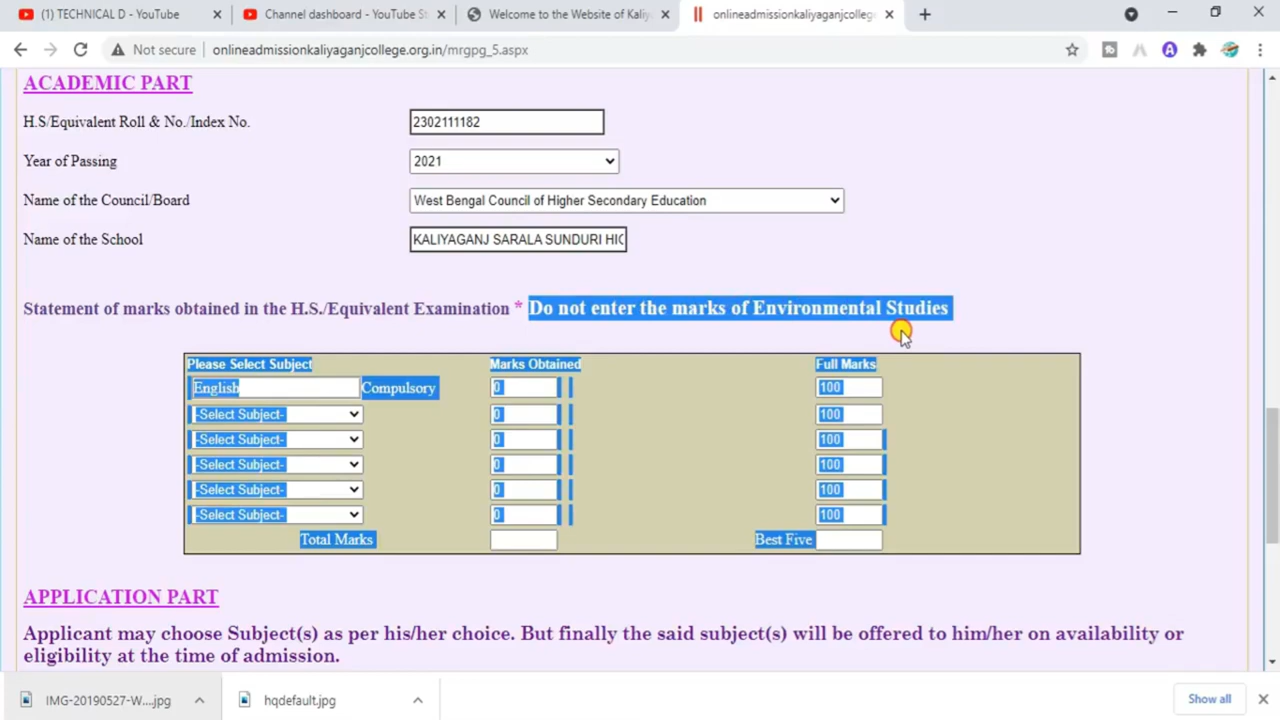 (1) TECHNICAL D - YouTube
Channel dashboard - YouTube St
Welcome to the Website of Kaliy
onlineadmissionkaliyaganjcollege
Not secure
onlineadmissionkaliyaganjcollege.org.in/mrgpg_5.aspx
ACADEMIC PART
H.S/Equivalent Roll & No./Index No.
2302111182
Year of Passing
2021
Name of the Council/Board
West Bengal Council of Higher Secondary Education
Name of the School
KALIYAGANJ SARALA SUNDURI HIG
Statement of marks obtained in the H.S./Equivalent Examination * Do not enter the marks of Environmental Studies
Please Select Subject Marks Obtained Full Marks
English Compulsory 0 100
-Select Subject- 0 100
-Select Subject- 0 100
-Select Subject- 0 100
-Select Subject- 0 100
-Select Subject- 0 100
Total Marks Best Five
APPLICATION PART
Applicant may choose Subject(s) as per his/her choice. But finally the said subject(s) will be offered to him/her on availability or
eligibility at the time of admission.
IMG-20190527-W....jpg
hqdefault.jpg
Show all